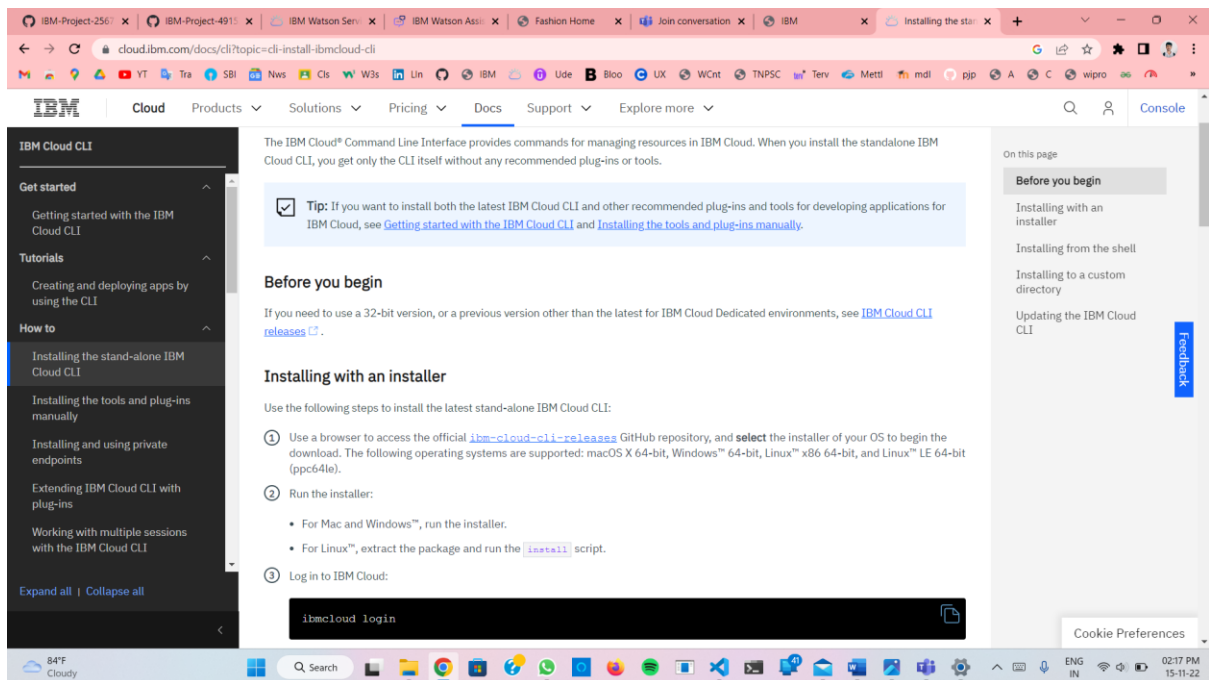 IBM-Project-2567
IBM-Project-4915
IBM Watson Serv
IBM Watson Assi
Fashion Home
Join conversation
IBM
Installing the stan
cloud.ibm.com/docs/cli?topic=cli-install-ibmcloud-cli
YT
Tra
SBI
Nws
Cls
W3s
Lin
IBM
Ude
Bloo
UX
WCnt
TNPSC
Terv
Mettl
mdl
pjp
A
C
wipro
»
IBM Cloud Products Solutions Pricing Docs Support Explore more Console
IBM Cloud CLI
Get started
Getting started with the IBM
Cloud CLI
Tutorials
Creating and deploying apps by
using the CLI
How to
Installing the stand-alone IBM
Cloud CLI
Installing the tools and plug-ins
manually
Installing and using private
endpoints
Extending IBM Cloud CLI with
plug-ins
Working with multiple sessions
with the IBM Cloud CLI
Expand all | Collapse all
The IBM Cloud® Command Line Interface provides commands for managing resources in IBM Cloud. When you install the standalone IBM
Cloud CLI, you get only the CLI itself without any recommended plug-ins or tools.
Tip: If you want to install both the latest IBM Cloud CLI and other recommended plug-ins and tools for developing applications for
IBM Cloud, see Getting started with the IBM Cloud CLI and Installing the tools and plug-ins manually.
Before you begin
If you need to use a 32-bit version, or a previous version other than the latest for IBM Cloud Dedicated environments, see IBM Cloud CLI
releases .
Installing with an installer
Use the following steps to install the latest stand-alone IBM Cloud CLI:
1 Use a browser to access the official ibm-cloud-cli-releases GitHub repository, and select the installer of your OS to begin the
download. The following operating systems are supported: macOS X 64-bit, Windows™ 64-bit, Linux™ x86 64-bit, and Linux™ LE 64-bit
(ppc64le).
2 Run the installer:
• For Mac and Windows™, run the installer.
• For Linux™, extract the package and run the install script.
3 Log in to IBM Cloud:
ibmcloud login
On this page
Before you begin
Installing with an
installer
Installing from the shell
Installing to a custom
directory
Updating the IBM Cloud
CLI
Feedback
Cookie Preferences
84°F
Cloudy
Search
ENG
IN
02:17 PM
15-11-22